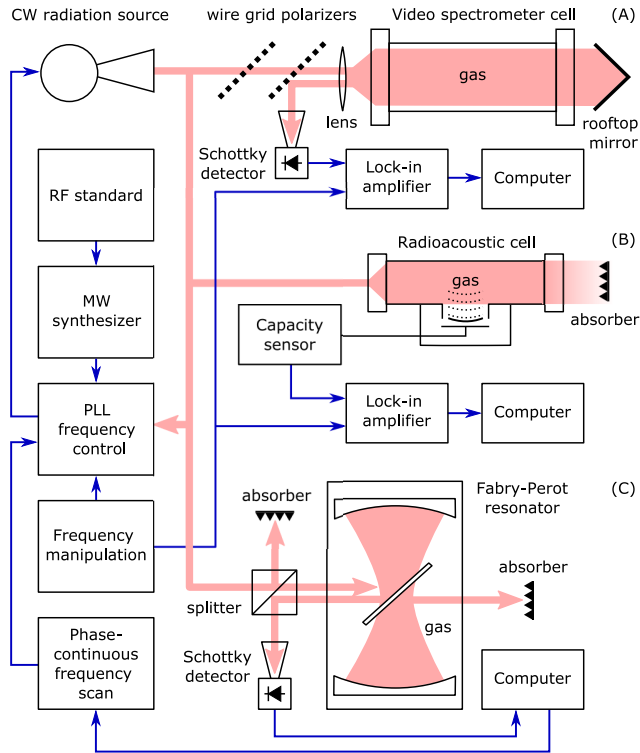 CW radiation source
wire grid polarizers
Video spectrometer cell
(A)
gas
lens
rooftop
mirror
Schottky
detector
Lock-in
amplifier
Computer
RF standard
(B)
Radioacoustic cell
gas
MW
synthesizer
absorber
Capacity
sensor
PLL
frequency
control
Lock-in
amplifier
Computer
(C)
Fabry-Perot
resonator
absorber
Frequency
manipulation
absorber
splitter
gas
Phase-
continuous
frequency
scan
Schottky
detector
Computer